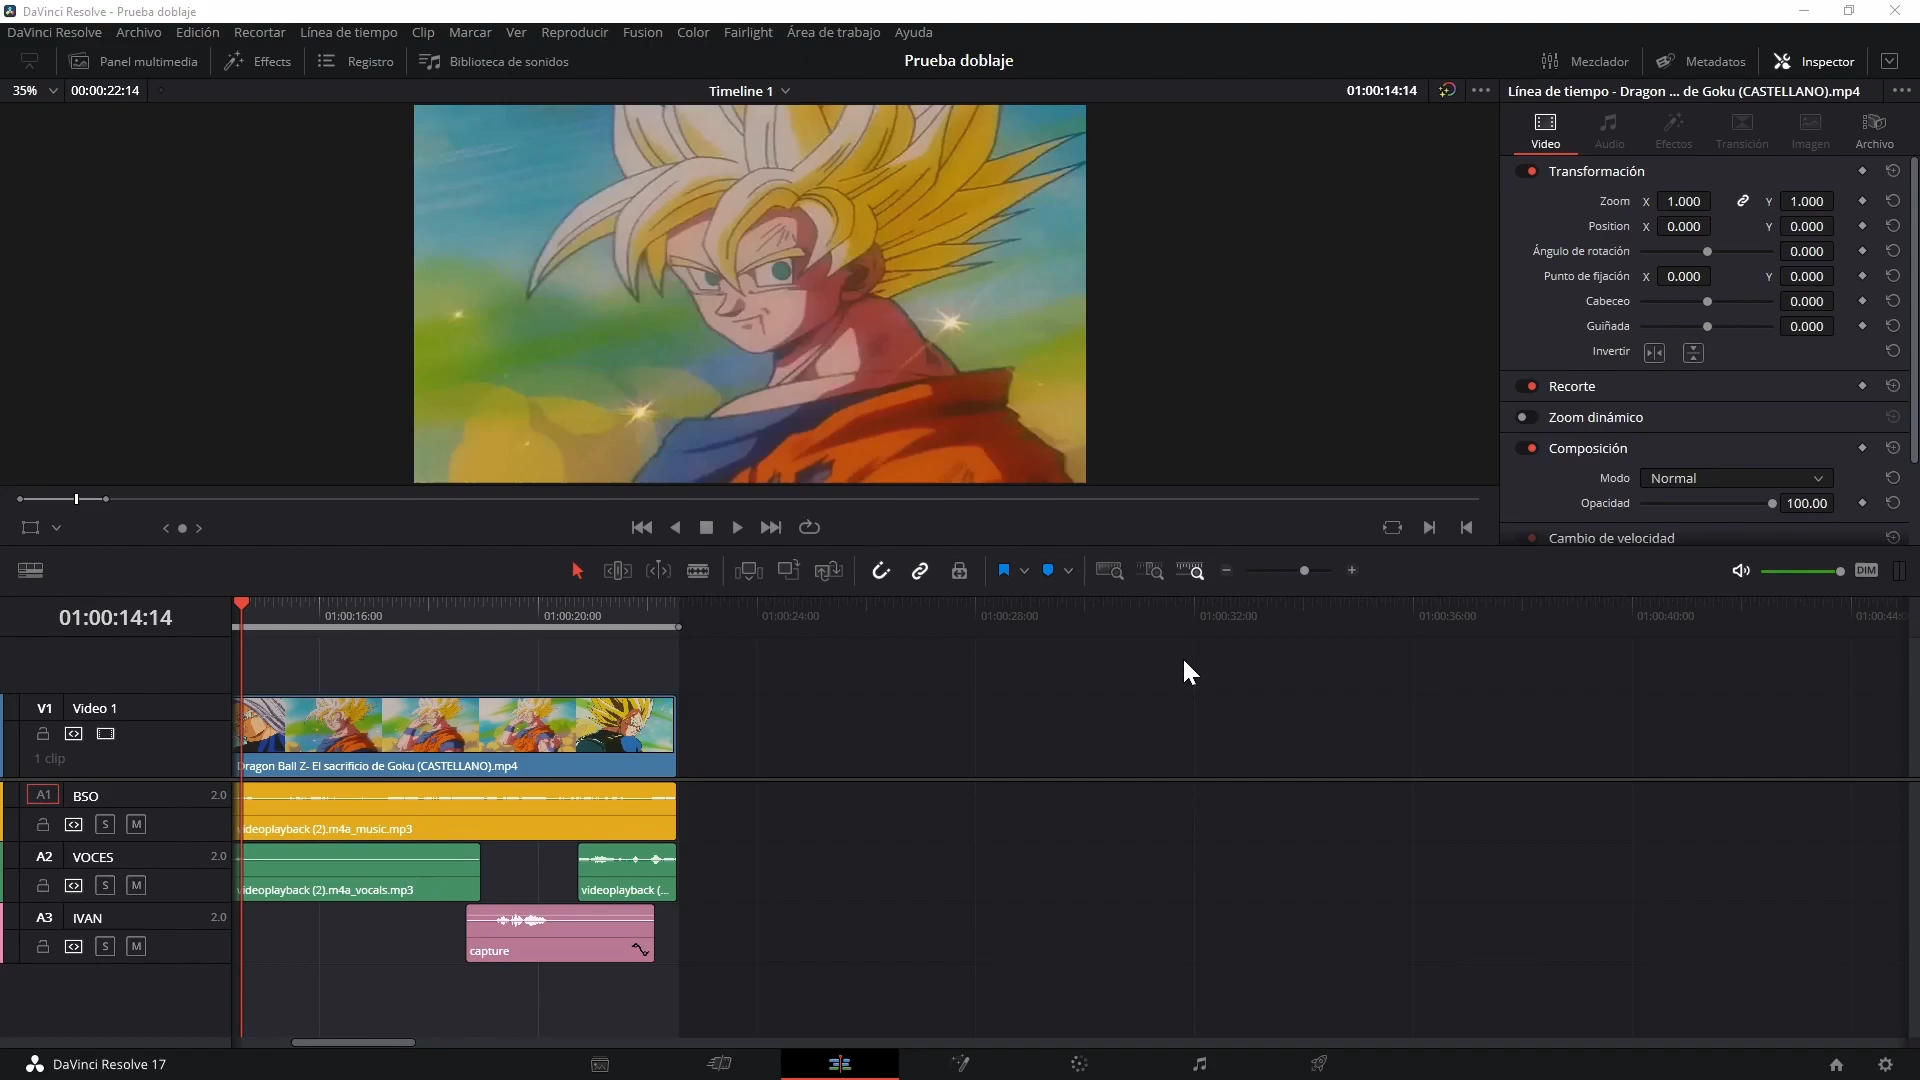 DaVinci Resolve - Prueba doblaje
DaVinci Resolve Archivo Edición Recortar Línea de tiempo Clip Marcar Ver Reproducir Fusion Color Fairlight Área de trabajo Ayuda
Panel multimedia Effects Registro Biblioteca de sonidos Prueba doblaje Mezclador Metadatos Inspector
35% 00:00:22:14 Timeline 1 01:00:14:14 Línea de tiempo - Dragon ... de Goku (CASTELLANO).mp4
Video Audio Efectos Transición Imagen Archivo
Transformación
Zoom X 1.000 Y 1.000
Position X 0.000 Y 0.000
Ángulo de rotación 0.000
Punto de fijación X 0.000 Y 0.000
Cabeceo 0.000
Guiñada 0.000
Invertir
Recorte
Zoom dinámico
Composición
Modo Normal
Opacidad 100.00
Cambio de velocidad
DIM
01:00:14:14 01:00:16:00 01:00:20:00 01:00:24:00 01:00:28:00 01:00:32:00 01:00:36:00 01:00:40:00 01:00:44:
V1 Video 1
1 clip
Dragon Ball Z- El sacrificio de Goku (CASTELLANO).mp4
A1 BSO 2.0
S M
videoplayback (2).m4a_music.mp3
A2 VOCES 2.0
S M
videoplayback (2).m4a_vocals.mp3 videoplayback (...
A3 IVAN 2.0
S M
capture
DaVinci Resolve 17